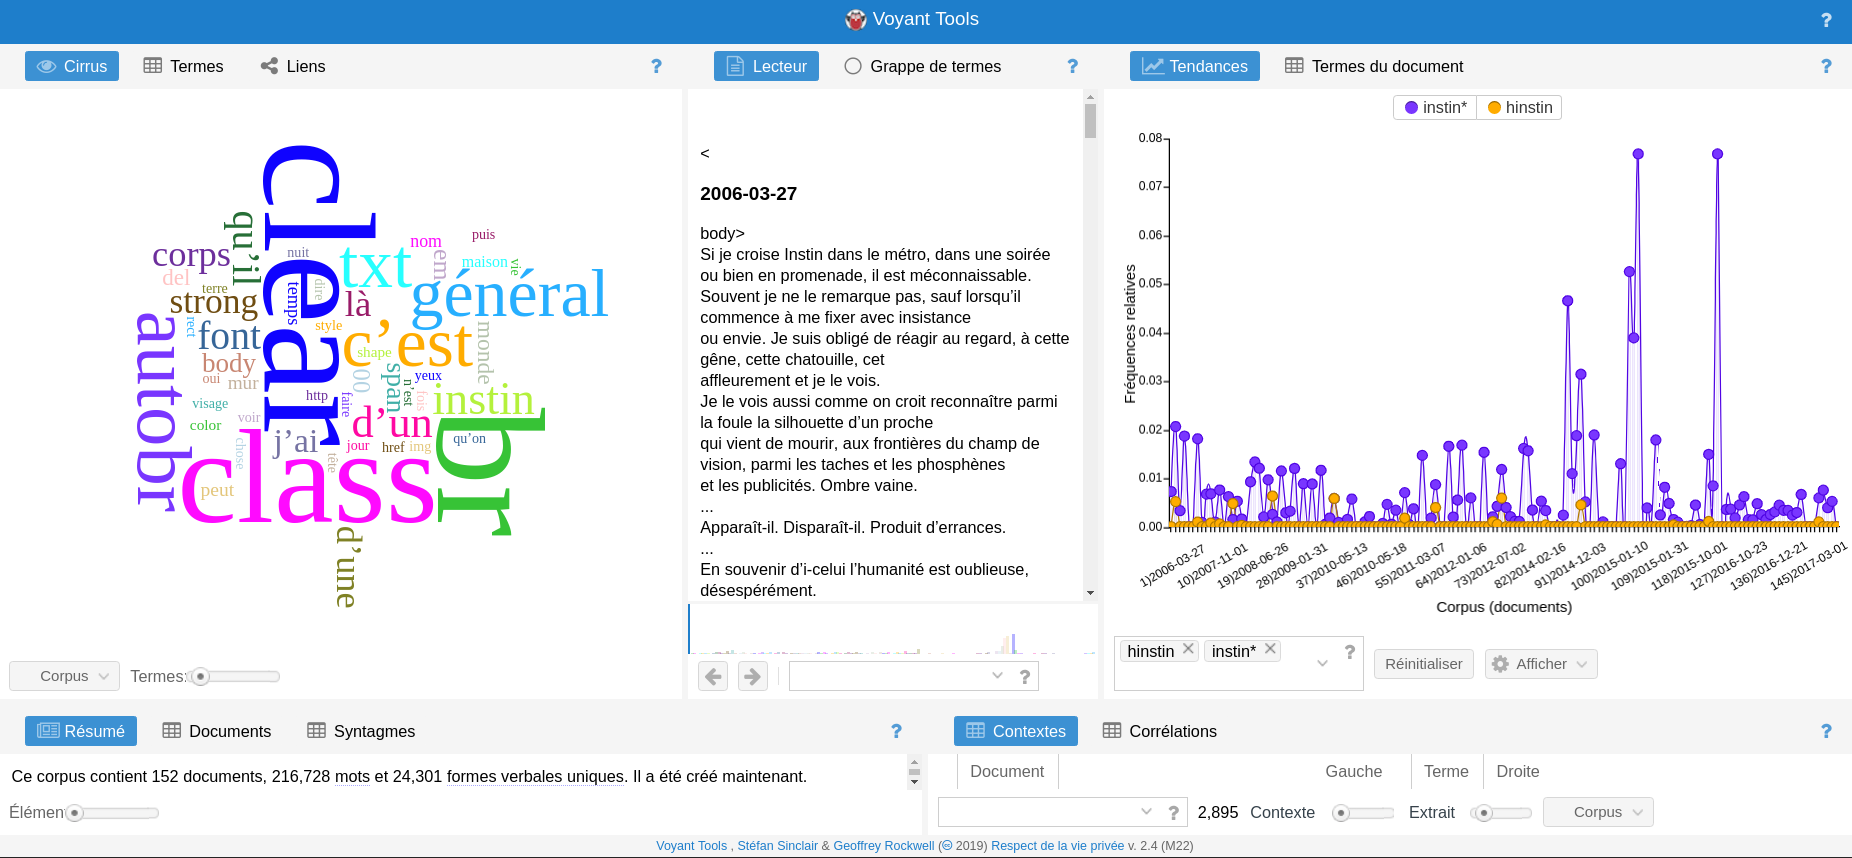 Voyant Tools
?
Cirrus Termes Liens ?
Lecteur Grappe de termes ?
Tendances Termes du document ?
clear
class
br
général
autobr
c’est
txt
instin
d’un
d’une
qu’il
corps
del
terre
strong
font
body
oui
mur
rect
nuit
temps
dire
là
style
shape
nom
em
puis
maison
vie
monde
00
span
n’est
yeux
fois
http
faire
visage
color
voir
chose
j’ai
tête
jour
href
img
qu’on
peut
Corpus
Termes:
<
2006-03-27
body>
Si je croise Instin dans le métro, dans une soirée
ou bien en promenade, il est méconnaissable.
Souvent je ne le remarque pas, sauf lorsqu’il
commence à me fixer avec insistance
ou envie. Je suis obligé de réagir au regard, à cette
gêne, cette chatouille, cet
affleurement et je le vois.
Je le vois aussi comme on croit reconnaître parmi
la foule la silhouette d’un proche
qui vient de mourir, aux frontières du champ de
vision, parmi les taches et les phosphènes
et les publicités. Ombre vaine.
...
Apparaît-il. Disparaît-il. Produit d’errances.
...
En souvenir d’i-celui l’humanité est oublieuse,
désespérément.
?
instin* hinstin
Fréquences relatives
0.08
0.07
0.06
0.05
0.04
0.03
0.02
0.01
0.00
1)2006-03-27
10)2007-11-01
19)2008-06-26
28)2009-01-31
37)2010-05-13
46)2010-05-18
55)2011-03-07
64)2012-01-06
73)2012-07-02
82)2014-02-16
91)2014-12-03
100)2015-01-10
109)2015-01-31
118)2015-10-01
127)2016-10-23
136)2016-12-21
145)2017-03-01
Corpus (documents)
hinstin instin* ?
Réinitialiser
Afficher
Résumé Documents Syntagmes ?
Ce corpus contient 152 documents, 216,728 mots et 24,301 formes verbales uniques. Il a été créé maintenant.
Élémen
Contextes Corrélations ?
Document Gauche Terme Droite
? 2,895 Contexte Extrait Corpus
Voyant Tools , Stéfan Sinclair & Geoffrey Rockwell (🅭 2019) Respect de la vie privée v. 2.4 (M22)